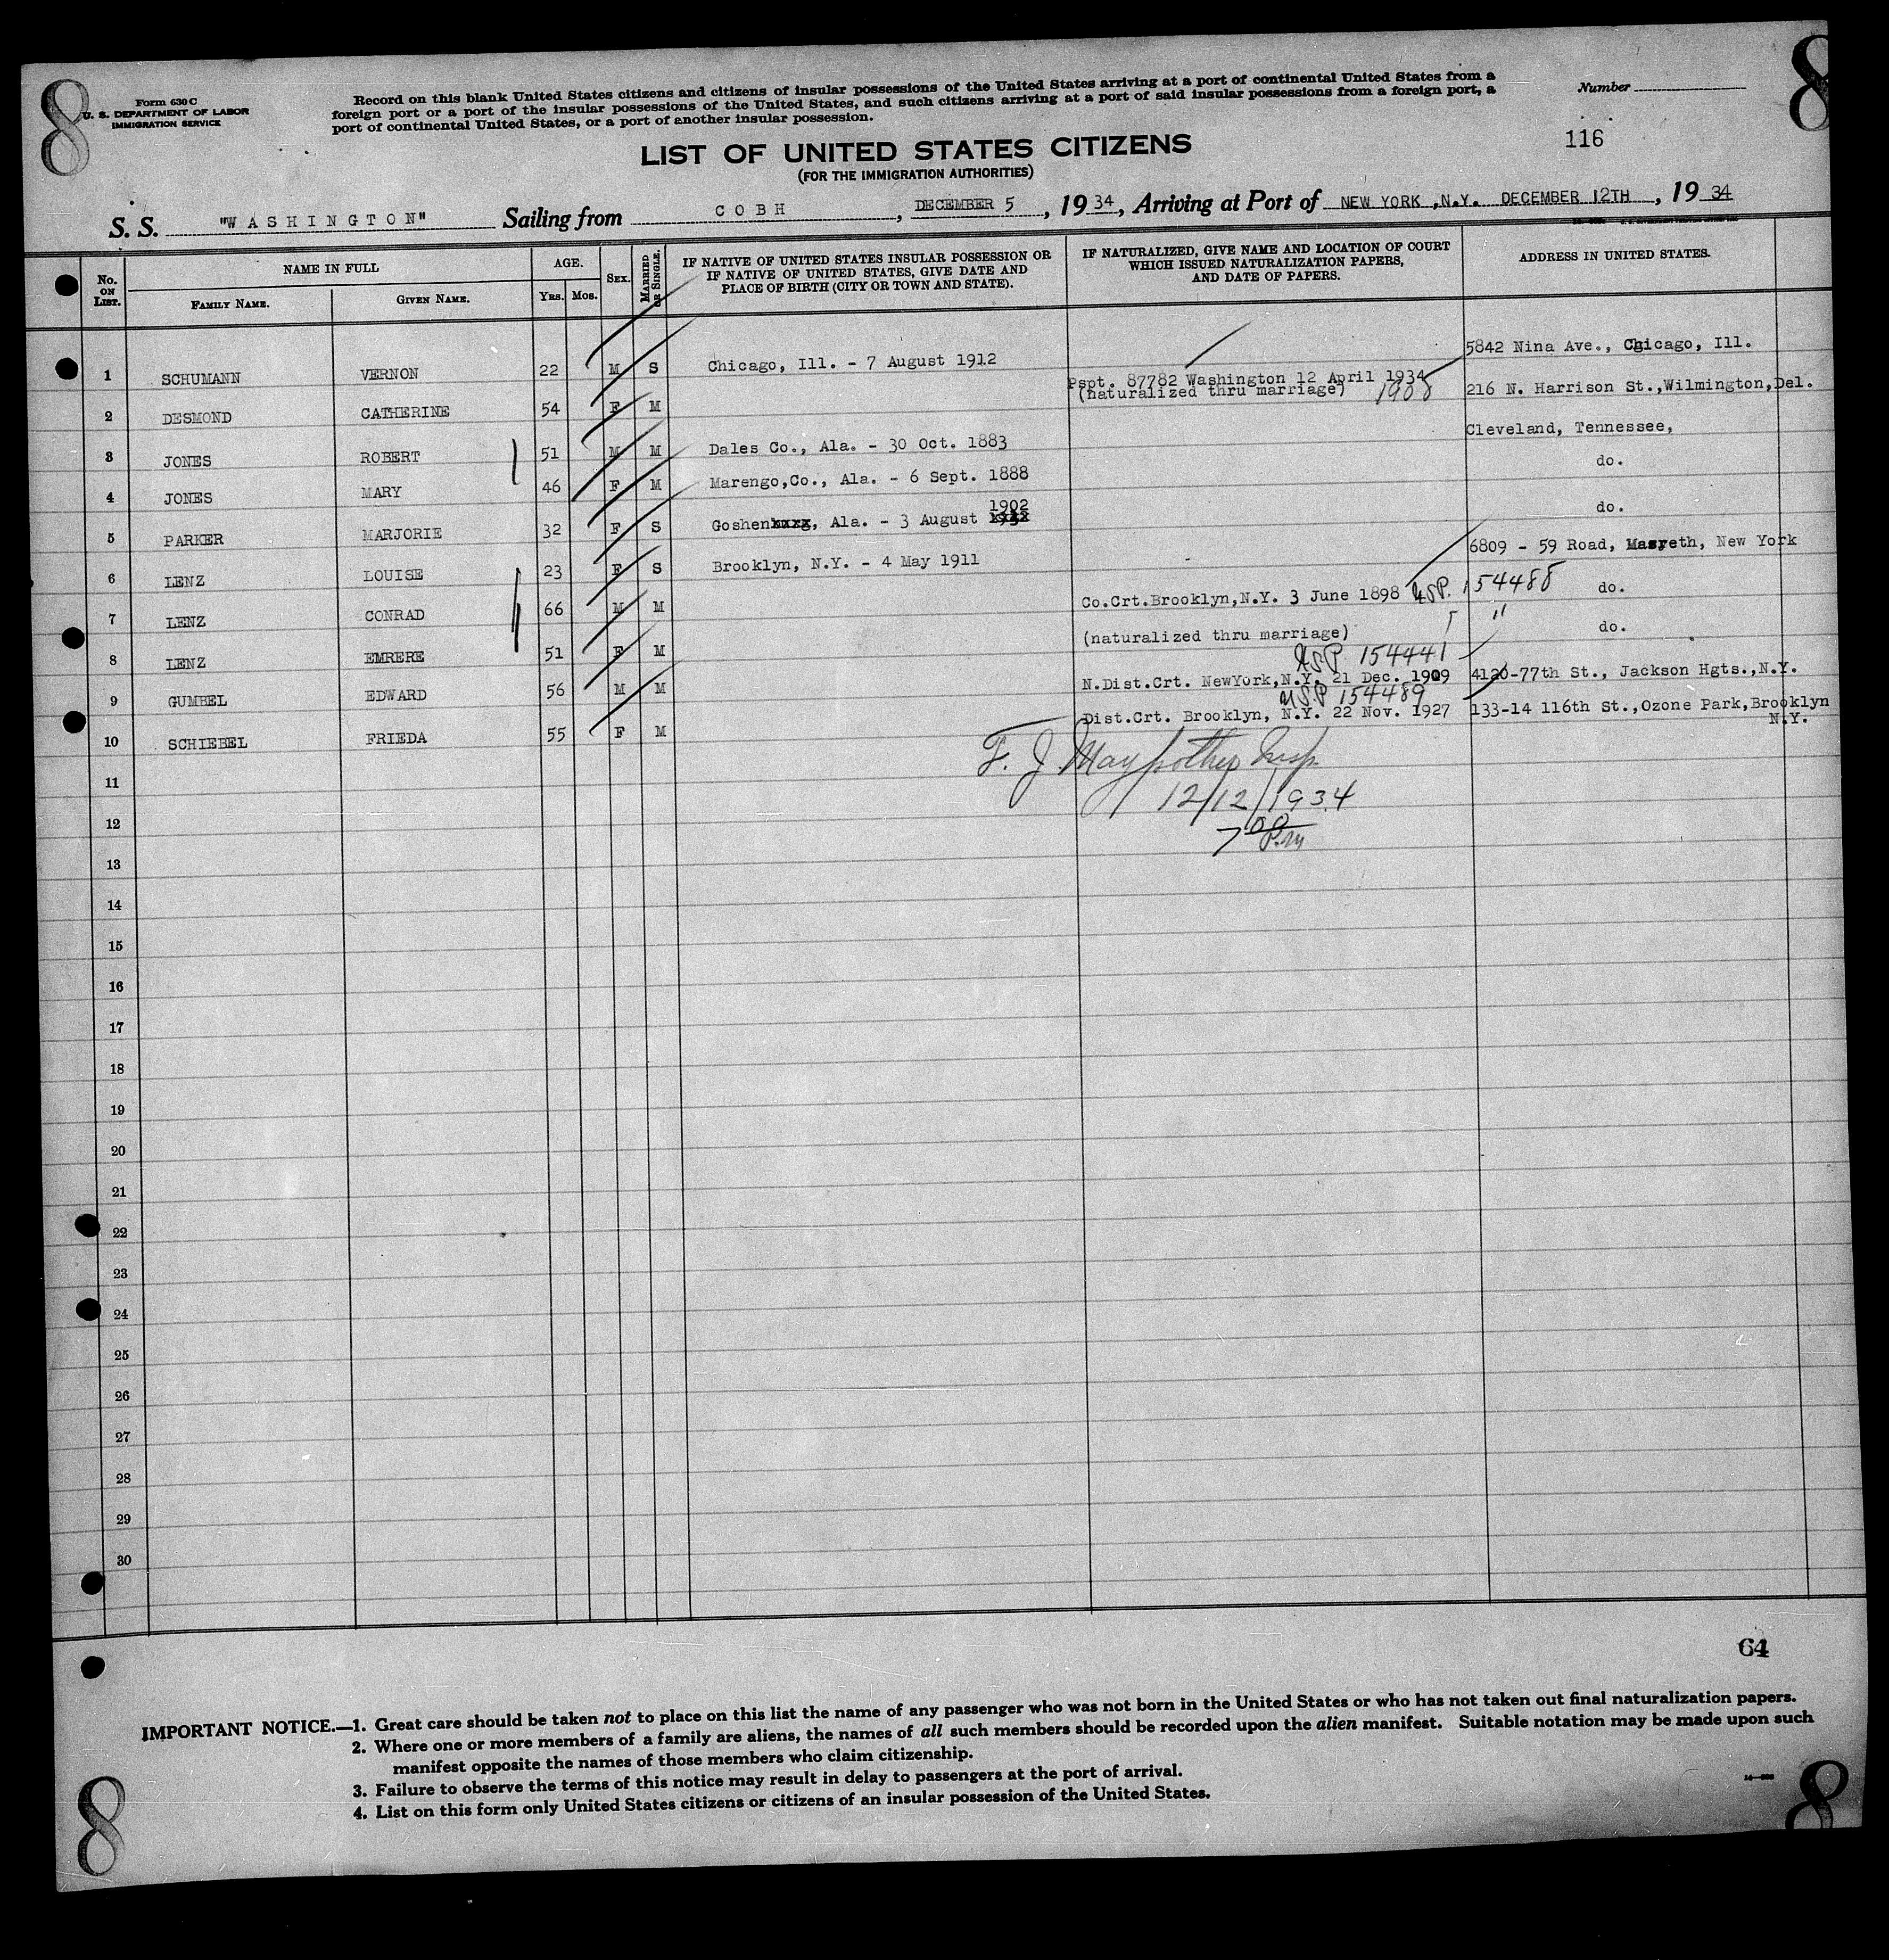 8
8
Form 630 C
U. S. DEPARTMENT OF LABOR
IMMIGRATION SERVICE
Record on this blank United States citizens and citizens of insular possessions of the United States arriving at a port of continental United States from a
foreign port or a port of the insular possessions of the United States, and such citizens arriving at a port of said insular possessions from a foreign port, a
port of continental United States, or a port of another insular possession.
Number
116
LIST OF UNITED STATES CITIZENS
(FOR THE IMMIGRATION AUTHORITIES)
S. S. "WASHINGTON" Sailing from COBH, DECEMBER 5, 1934, Arriving at Port of NEW YORK ,N.Y. DECEMBER 12TH, 1934
No. ON LIST.
NAME IN FULL
FAMILY NAME.
GIVEN NAME.
AGE.
YRS. MOS.
SEX.
MARRIED OR SINGLE.
IF NATIVE OF UNITED STATES INSULAR POSSESSION OR
IF NATIVE OF UNITED STATES, GIVE DATE AND
PLACE OF BIRTH (CITY OR TOWN AND STATE).
IF NATURALIZED, GIVE NAME AND LOCATION OF COURT
WHICH ISSUED NATURALIZATION PAPERS,
AND DATE OF PAPERS.
ADDRESS IN UNITED STATES.
1 SCHUMANN VERNON 22 M S Chicago, Ill. - 7 August 1912 5842 Nina Ave., Chicago, Ill.
Pspt. 87782 Washington 12 April 1934
2 DESMOND CATHERINE 54 F M (naturalized thru marriage) 1908 216 N. Harrison St.,Wilmington,Del.
3 JONES ROBERT 51 M M Dales Co., Ala. - 30 Oct. 1883 Cleveland, Tennessee,
4 JONES MARY 46 F M Marengo,Co., Ala. - 6 Sept. 1888 do.
1902
5 PARKER MARJORIE 32 F S Goshenxxxx, Ala. - 3 August xxxx do.
6 LENZ LOUISE 23 F S Brooklyn, N.Y. - 4 May 1911 - 6809 - 59 Road, Maspeth, New York
7 LENZ CONRAD 66 M M Co.Crt.Brooklyn,N.Y. 3 June 1898 USP. 154488 do.
8 LENZ EMRERE 51 F M (naturalized thru marriage) " do.
USP. 154441
9 GUMBEL EDWARD 56 M M N.Dist.Crt. NewYork,N.Y. 21 Dec. 1909 4120-77th St., Jackson Hgts.,N.Y.
USP 154489
10 SCHIEBEL FRIEDA 55 F M Dist.Crt. Brooklyn, N.Y. 22 Nov. 1927 133-14 116th St.,Ozone Park,Brooklyn
N.Y.
F. J. Maypother Insp
12/12/1934
7 00 P.m
11
12
13
14
15
16
17
18
19
20
21
22
23
24
25
26
27
28
29
30
64
IMPORTANT NOTICE.—1. Great care should be taken not to place on this list the name of any passenger who was not born in the United States or who has not taken out final naturalization papers.
2. Where one or more members of a family are aliens, the names of all such members should be recorded upon the alien manifest. Suitable notation may be made upon such
manifest opposite the names of those members who claim citizenship.
3. Failure to observe the terms of this notice may result in delay to passengers at the port of arrival.
4. List on this form only United States citizens or citizens of an insular possession of the United States.
8
8